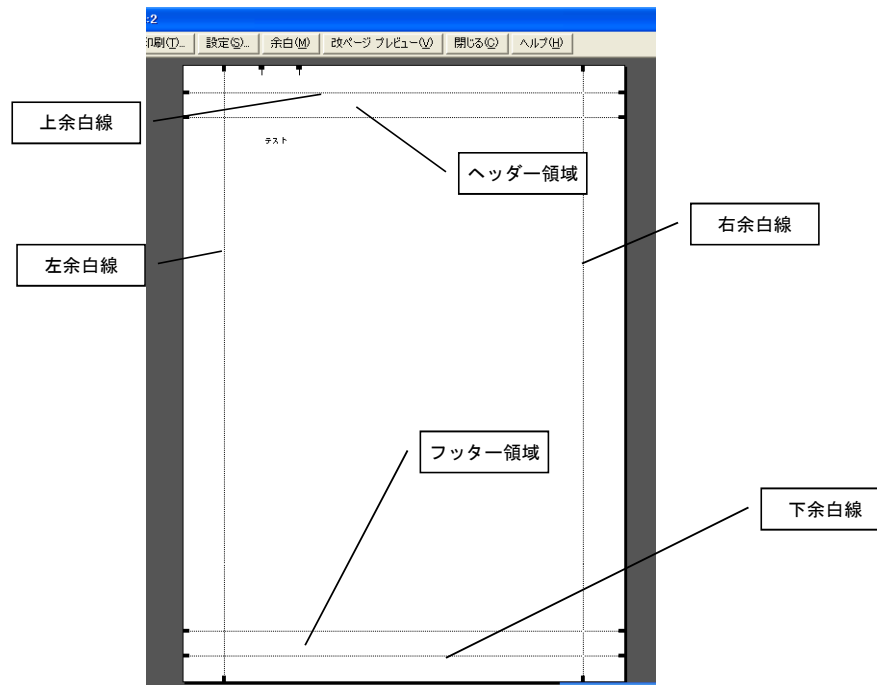 :2
印刷(T)... 設定(S)... 余白(M) 改ページ プレビュー(V) 閉じる(C) ヘルプ(H)
上余白線
テスト
ヘッダー領域
右余白線
左余白線
フッター領域
下余白線